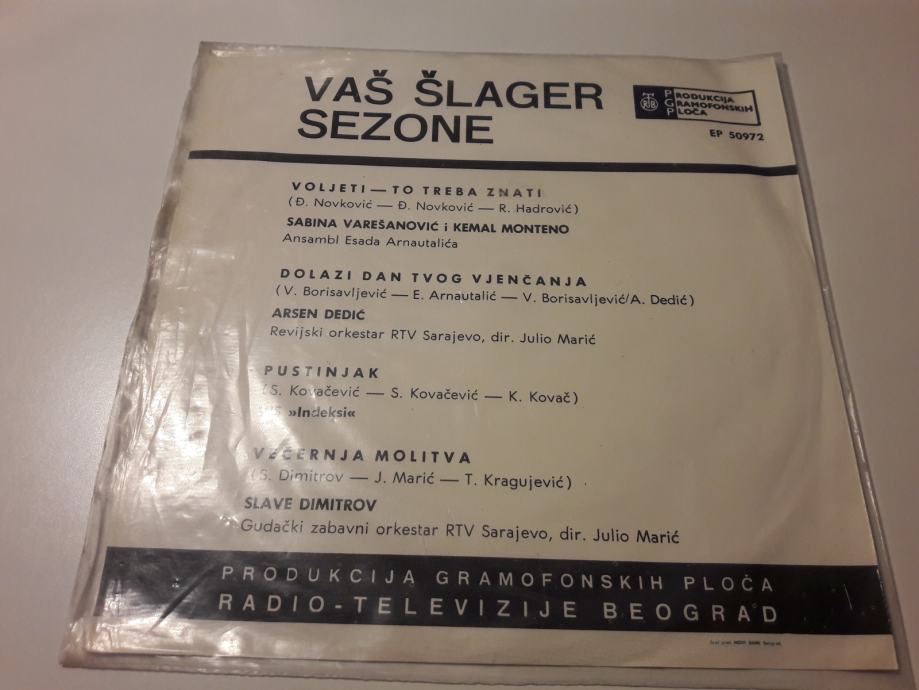 VAŠ ŠLAGER
SEZONE
RTB
PGP
PRODUKCIJA
GRAMOFONSKIH
PLOČA
EP 50972
VOLJETI — TO TREBA ZNATI
(Đ. Novković — Đ. Novković — R. Hadrović)
SABINA VAREŠANOVIĆ i KEMAL MONTENO
Ansambl Esada Arnautalića
DOLAZI DAN TVOG VJENČANJA
(V. Borisavljević — E. Arnautalić — V. Borisavljević/A. Dedić)
ARSEN DEDIĆ
Revijski orkestar RTV Sarajevo, dir. Julio Marić
PUSTINJAK
(S. Kovačević — S. Kovačević — K. Kovač)
»Indeksi«
VEČERNJA MOLITVA
(S. Dimitrov — J. Marić — T. Kragujević)
SLAVE DIMITROV
Gudački zabavni orkestar RTV Sarajevo, dir. Julio Marić
PRODUKCIJA GRAMOFONSKIH PLOČA
RADIO-TELEVIZIJE BEOGRAD